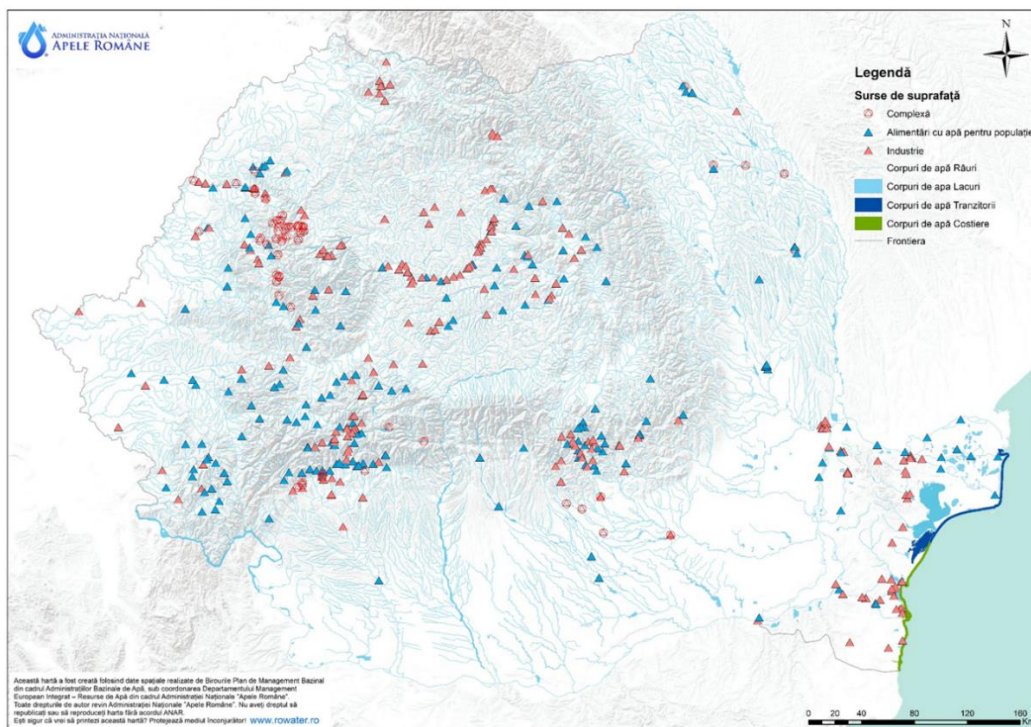 ADMINISTRAȚIA NAȚIONALĂ
APELE ROMÂNE
N
Legendă
Surse de suprafață
Complexă
Alimentări cu apă pentru populație
Industrie
Corpuri de apă Râuri
Corpuri de apa Lacuri
Corpuri de apă Tranzitorii
Corpuri de apă Costiere
Frontiera
Această hartă a fost creată folosind date spațiale realizate de Birourile Plan de Management Bazinal
din cadrul Administrațiilor Bazinale de Apă, sub coordonarea Departamentului Management
European Integrat – Resurse de Apă din cadrul Administrației Naționale "Apele Române".
Toate drepturile de autor revin Administrației Naționale "Apele Române". Nu aveți dreptul să
republicați sau să reproduceți harta fără acordul ANAR.
Ești sigur că vrei să printezi această hartă? Protejează mediul înconjurător! www.rowater.ro
0 20 40 80 120 160
Km